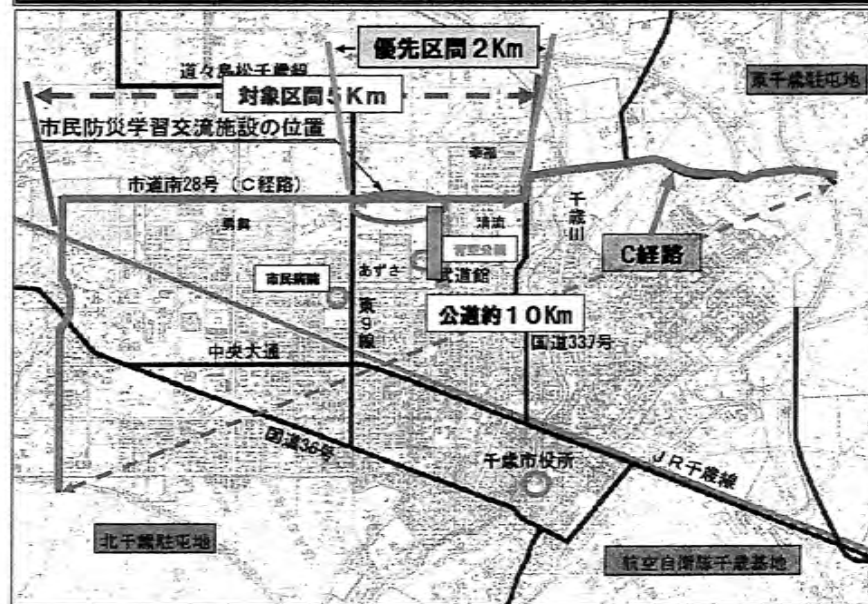 優先区間2Km
道々島松千歳線
東千歳駐屯地
対象区間5Km
市民防災学習交流施設の位置
幸福
市道南28号（C経路）
千歳川
勇舞
清流
C経路
青空公園
あずさ
武道館
市民病院
東9線
公道約10Km
国道337号
中央大通
国道36号
千歳市役所
JR千歳線
北千歳駐屯地
航空自衛隊千歳基地